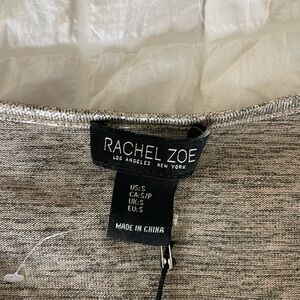 RACHEL ZOE
LOS ANGELES NEW YORK
US:S
CA:S/P
UK:S
EU:S
MADE IN CHINA